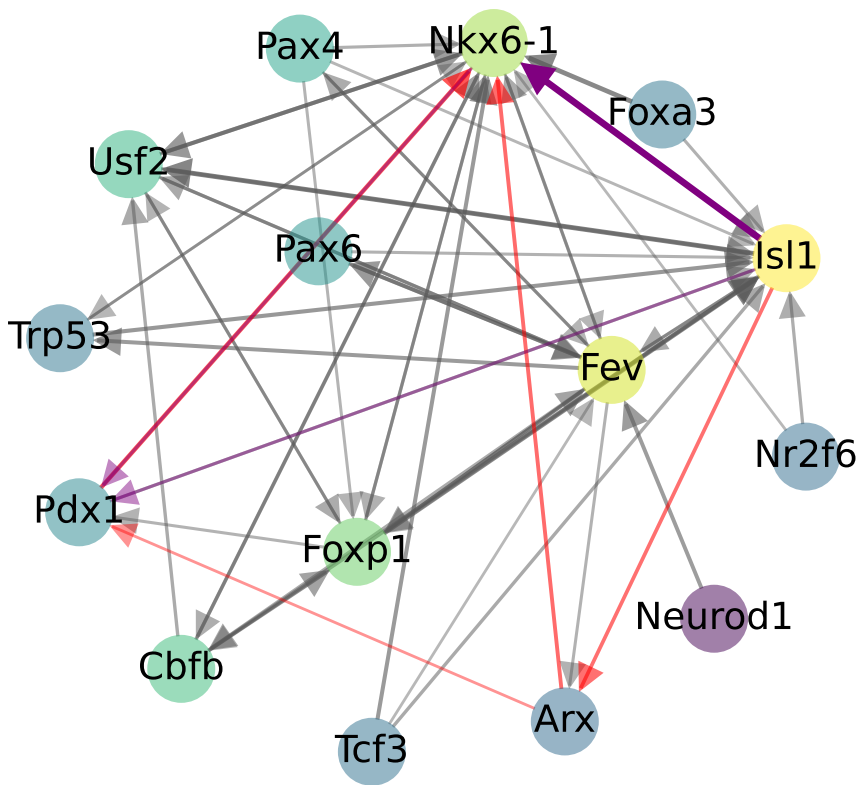 Pax4
Nkx6-1
Foxa3
Usf2
Pax6
Isl1
Trp53
Fev
Nr2f6
Pdx1
Foxp1
Neurod1
Cbfb
Arx
Tcf3